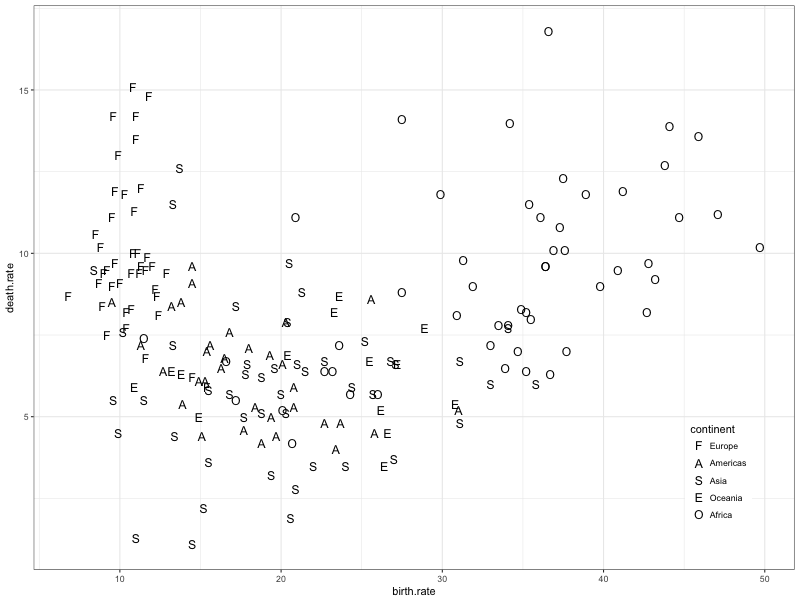 15
10
5
death.rate
10
20
30
40
50
birth.rate
continent
F Europe
A Americas
S Asia
E Oceania
O Africa